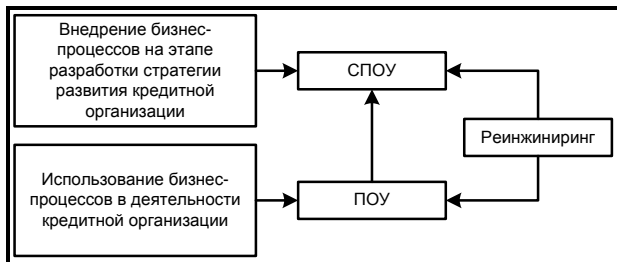 Внедрение бизнес-
процессов на этапе
разработки стратегии
развития кредитной
организации
СПОУ
Реинжиниринг
Использование бизнес-
процессов в деятельности
кредитной организации
ПОУ